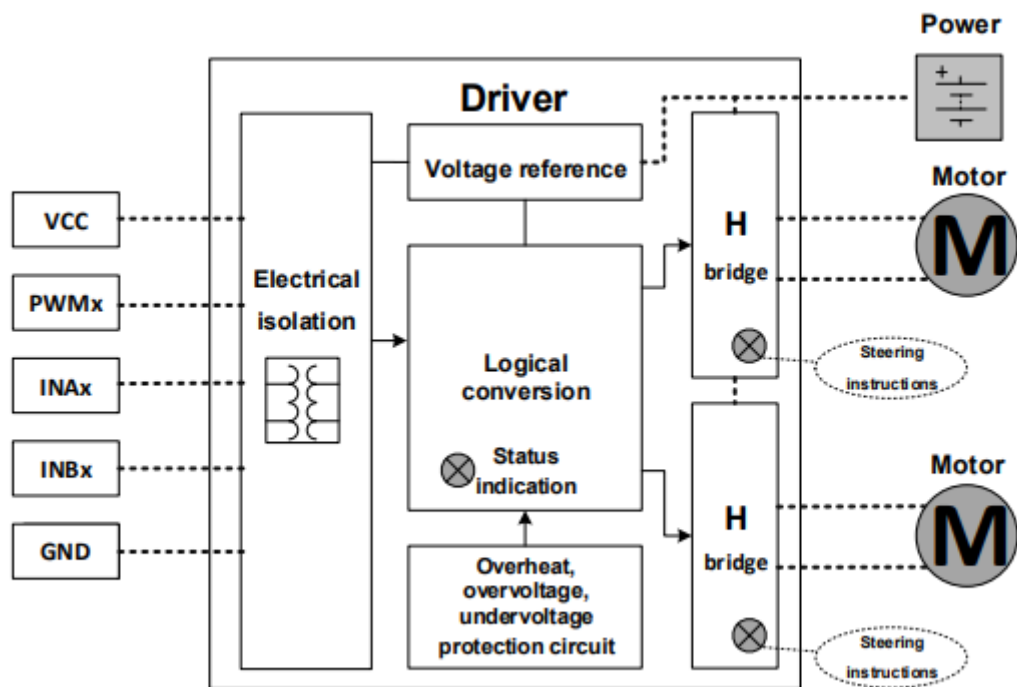 Power
+
Driver
Voltage reference
Motor
M
VCC
PWMx
INAx
INBx
GND
Electrical
isolation
Logical
conversion
Status
indication
H
bridge
Steering
instructions
Motor
M
H
bridge
Steering
instructions
Overheat,
overvoltage,
undervoltage
protection circuit